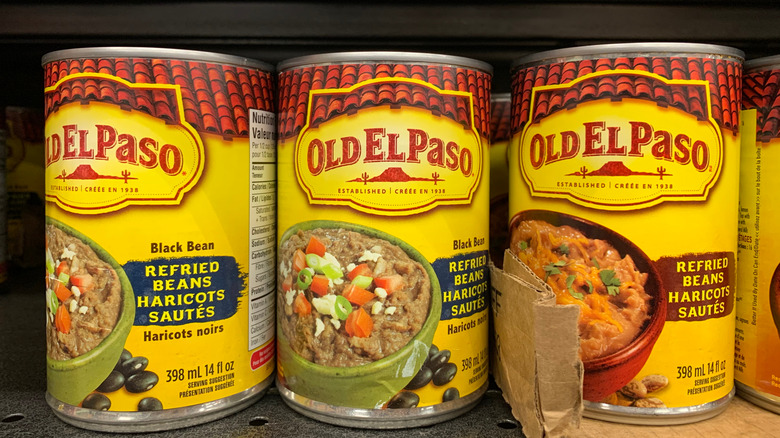 OLD EL PASO
ESTABLISHED CRÉÉE EN 1938
Black Bean
REFRIED
BEANS
HARICOTS
SAUTÉS
Haricots noirs
398 mL 14 fl oz
SERVING SUGGESTION
PRÉSENTATION SUGGÉRÉE
Nutrition
Valeur
OLD EL PASO
ESTABLISHED CRÉÉE EN 1938
Black Bean
REFRIED
BEANS
HARICOTS
SAUTÉS
Haricots noirs
398 mL 14 fl oz
SERVING SUGGESTION
PRÉSENTATION SUGGÉRÉE
OLD EL PASO
ESTABLISHED CRÉÉE EN 1938
REFRIED
BEANS
HARICOTS
SAUTÉS
398 mL 14 fl oz
SERVING SUGGESTION
PRÉSENTATION SUGGÉRÉE